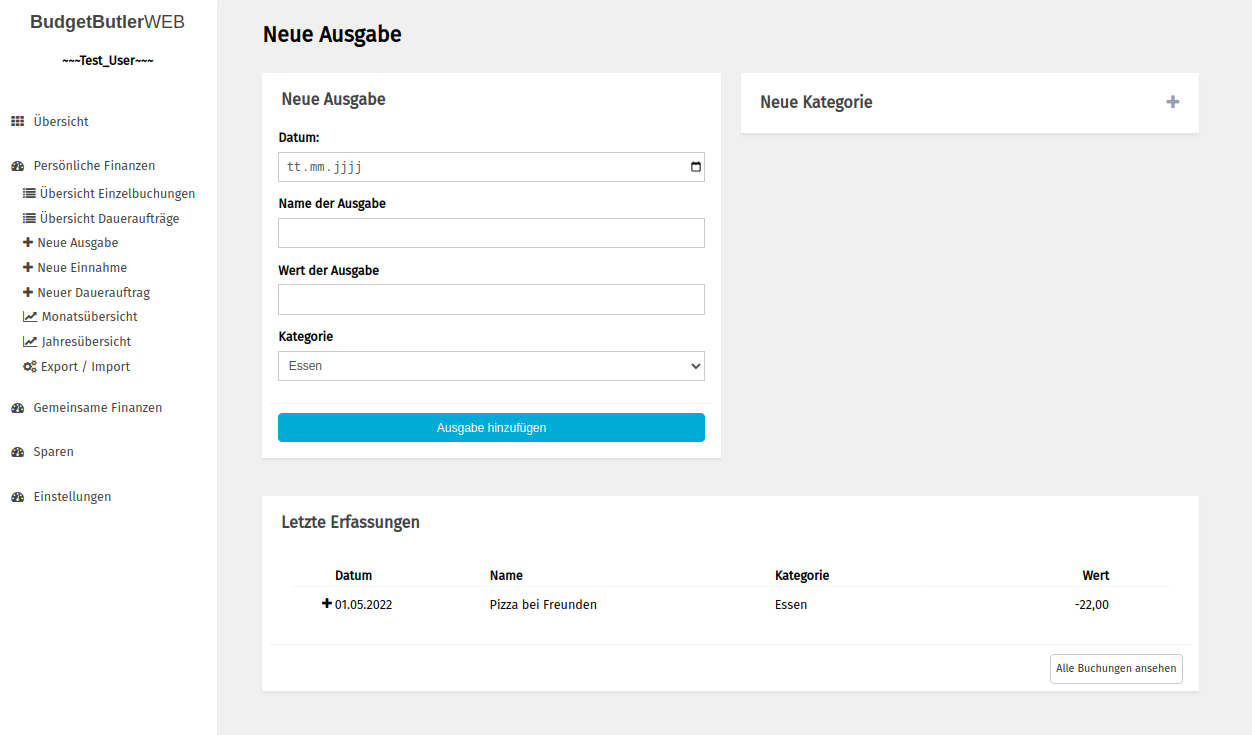 BudgetButlerWEB
~~~Test_User~~~
Übersicht
Persönliche Finanzen
Übersicht Einzelbuchungen
Übersicht Daueraufträge
Neue Ausgabe
Neue Einnahme
Neuer Dauerauftrag
Monatsübersicht
Jahresübersicht
Export / Import
Gemeinsame Finanzen
Sparen
Einstellungen
Neue Ausgabe
Neue Ausgabe
Datum:
tt.mm.jjjj
Name der Ausgabe
Wert der Ausgabe
Kategorie
Essen
Ausgabe hinzufügen
Neue Kategorie
Letzte Erfassungen
Datum Name Kategorie Wert
01.05.2022 Pizza bei Freunden Essen -22,00
Alle Buchungen ansehen